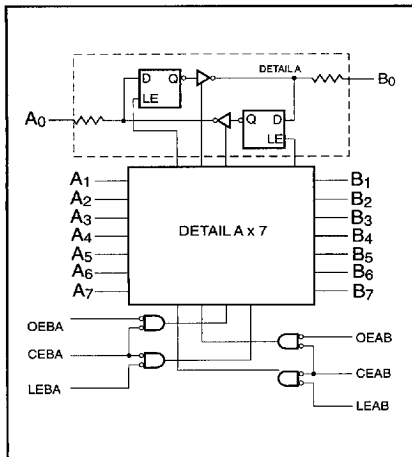 DETAIL A
D Q
LE
Q D
LE
A0
B0
A1
A2
A3
A4
A5
A6
A7
DETAIL A x 7
B1
B2
B3
B4
B5
B6
B7
OEBA
CEBA
LEBA
OEAB
CEAB
LEAB